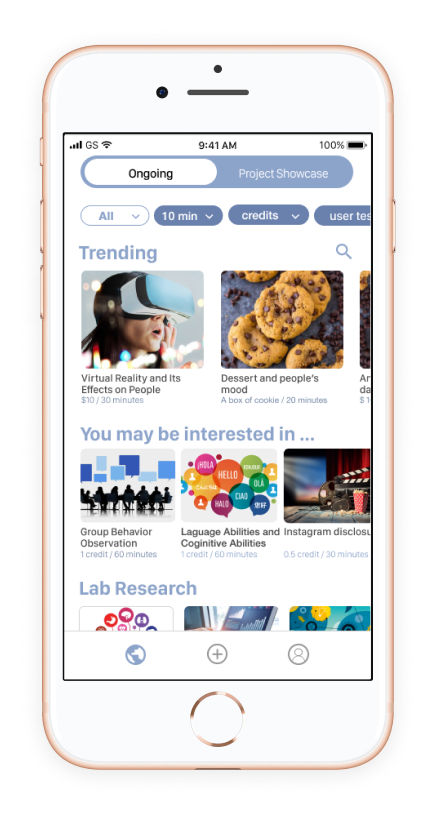 GS 9:41 AM 100%
Ongoing Project Showcase
All 10 min credits user tes
Trending
Virtual Reality and Its
Effects on People
$10 / 30 minutes
Dessert and people's
mood
A box of cookie / 20 minutes
Ar
da
$ 1
You may be interested in ...
¡HOLA
HELLO
OLÁ
HALO
CIAO
您好
Group Behavior
Observation
1 credit / 60 minutes
Laguage Abilities and
Coginitive Abilities
1 credit / 60 minutes
Instagram disclosu
0.5 credit / 30 minutes
Lab Research